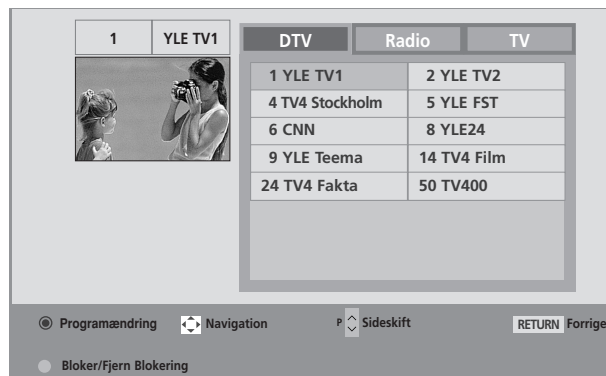 1 YLE TV1
DTV Radio TV
1 YLE TV1 2 YLE TV2
4 TV4 Stockholm 5 YLE FST
6 CNN 8 YLE24
9 YLE Teema 14 TV4 Film
24 TV4 Fakta 50 TV400
Programændring Navigation P Sideskift RETURN Forrige
Bloker/Fjern Blokering